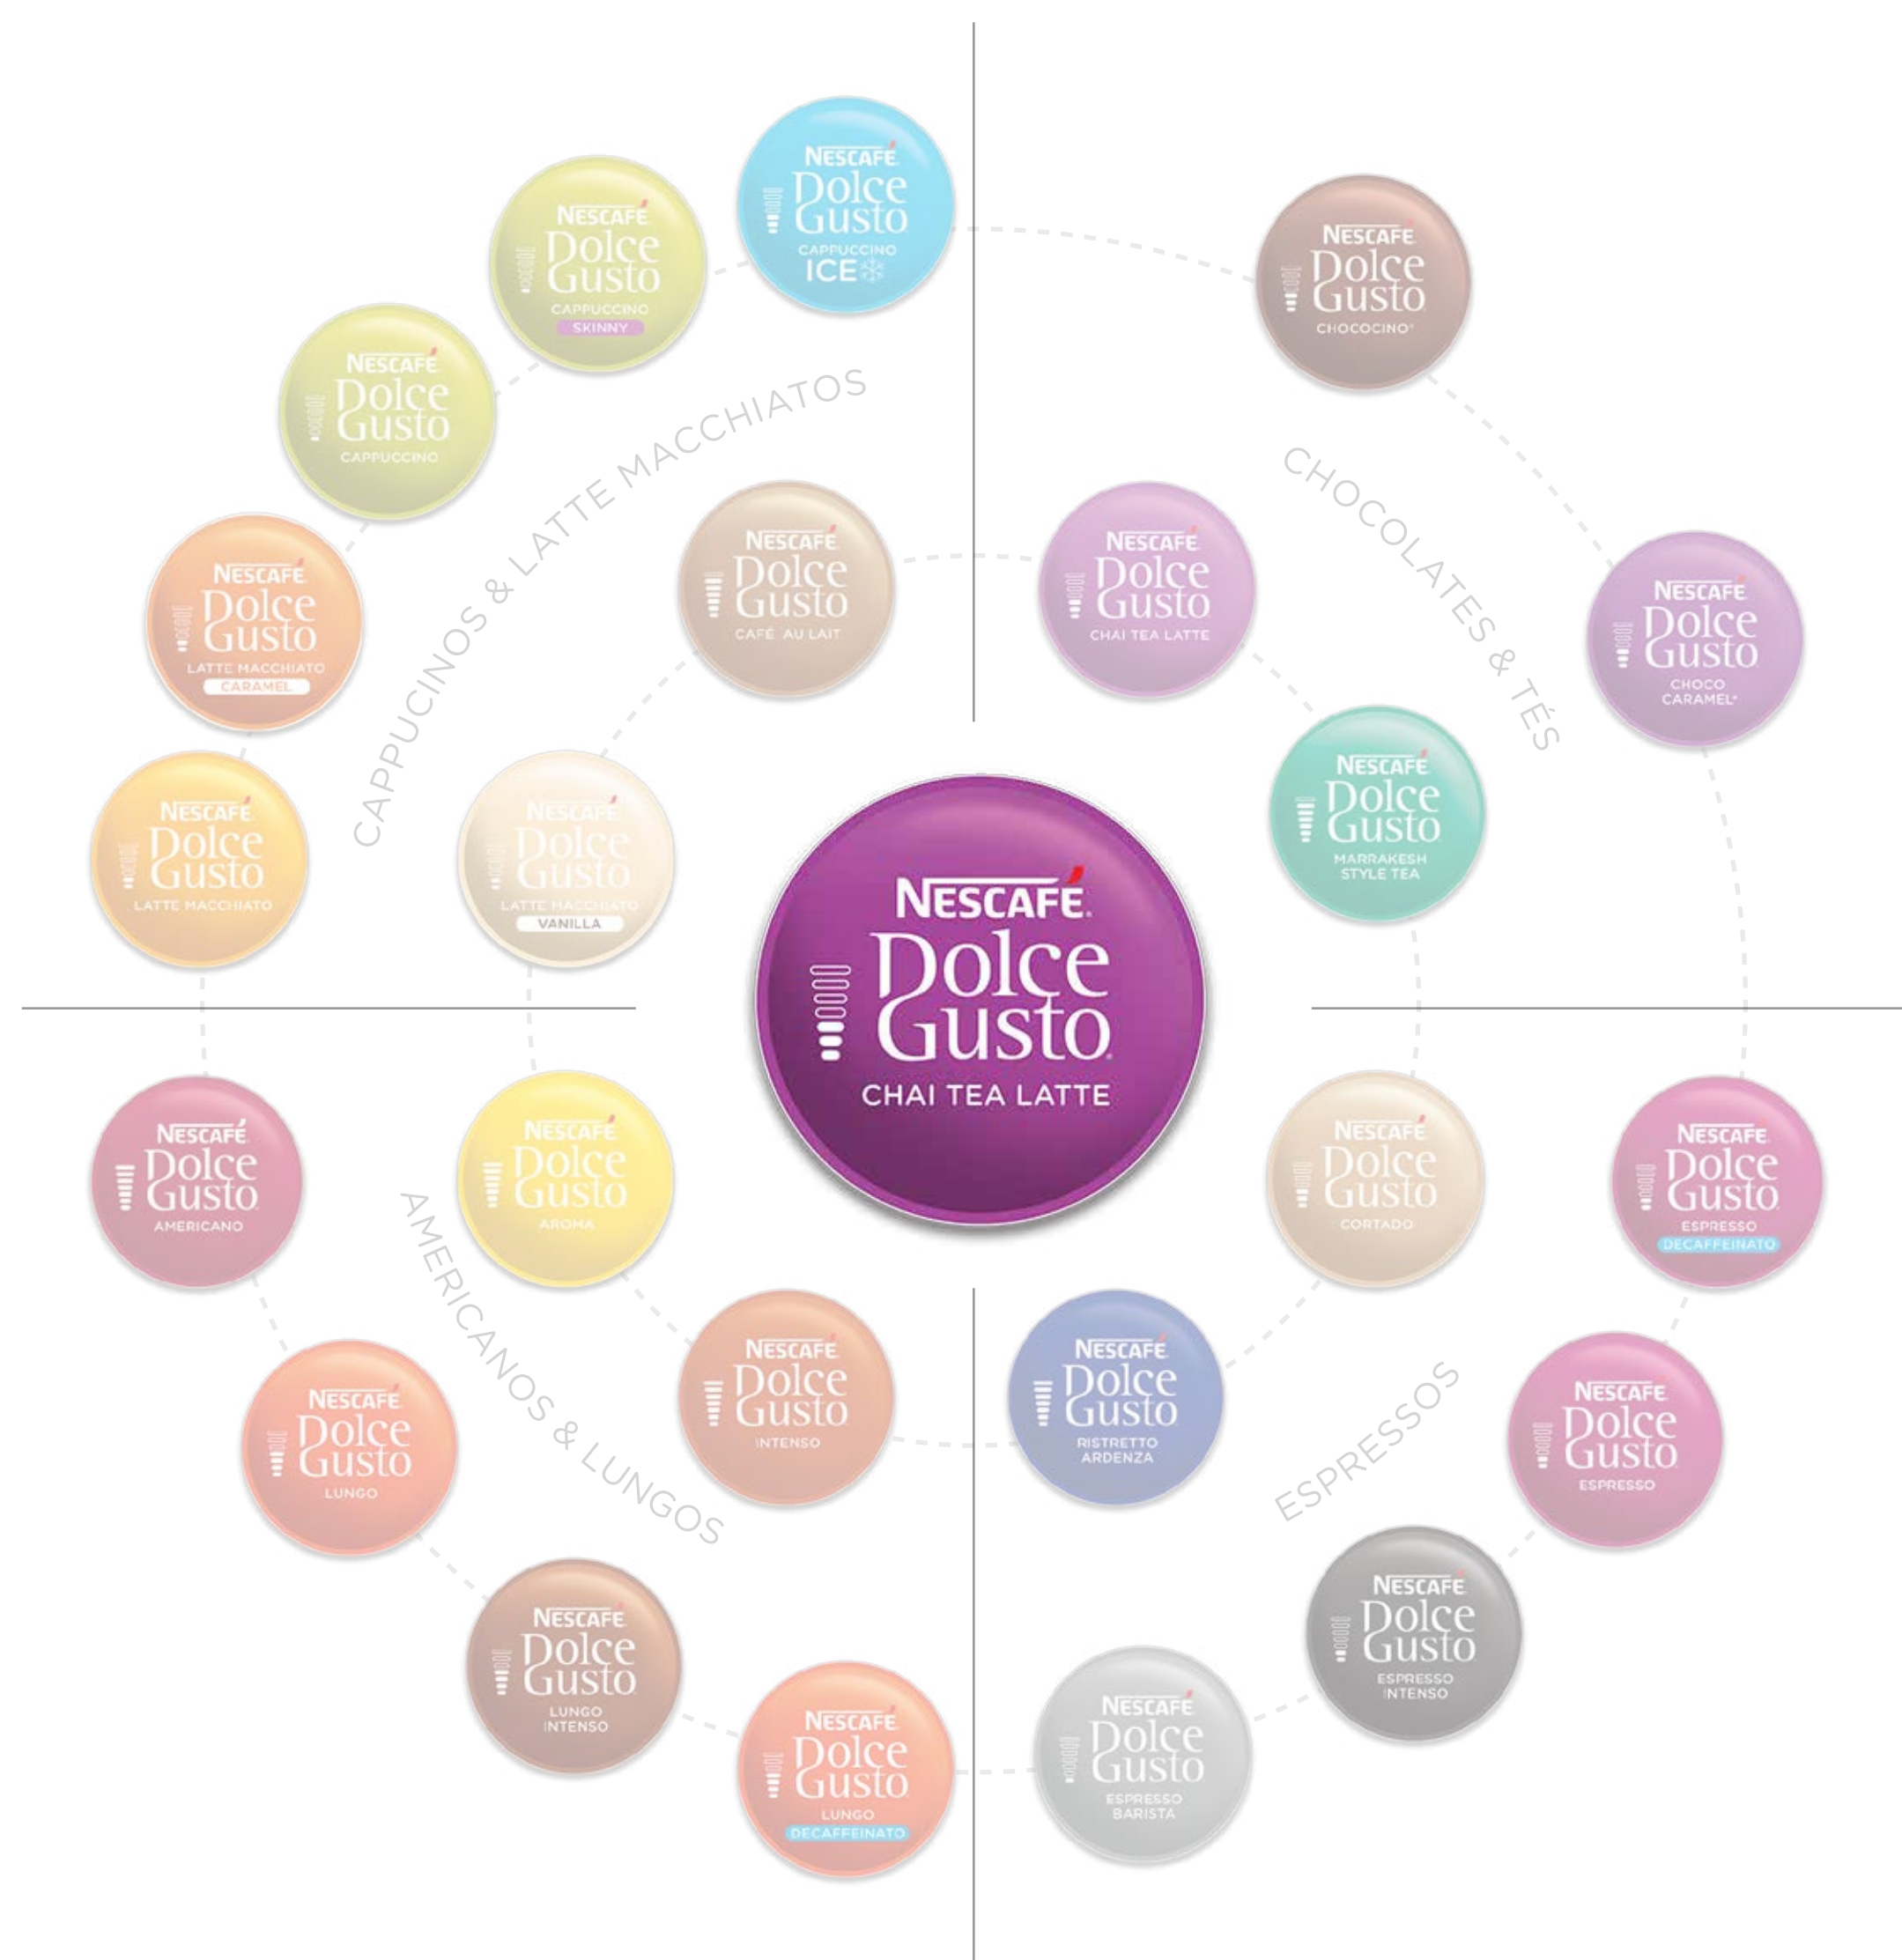 NESCAFÉ
Dolce
Gusto
CAPPUCCINO
ICE
NESCAFÉ
Dolce
Gusto
CAPPUCCINO
SKINNY
NESCAFÉ
Dolce
Gusto
CAPPUCCINO
NESCAFÉ
Dolce
Gusto
LATTE MACCHIATO
CARAMEL
NESCAFÉ
Dolce
Gusto
LATTE MACCHIATO
CAPPUCINOS & LATTE MACCHIATOS
NESCAFÉ
Dolce
Gusto
CAFÉ AU LAIT
NESCAFÉ
Dolce
Gusto
LATTE MACCHIATO
VANILLA
NESCAFÉ
Dolce
Gusto
CHOCOCINO*
NESCAFÉ
Dolce
Gusto
CHOCO
CARAMEL*
CHOCOLATES & TÉS
NESCAFÉ
Dolce
Gusto
CHAI TEA LATTE
NESCAFÉ
Dolce
Gusto
MARRAKESH
STYLE TEA
NESCAFÉ®
Dolce
Gusto®
CHAI TEA LATTE
NESCAFÉ
Dolce
Gusto
AMERICANO
NESCAFÉ
Dolce
Gusto
AROMA
AMERICANOS & LUNGOS
NESCAFÉ
Dolce
Gusto
INTENSO
NESCAFÉ
Dolce
Gusto
LUNGO
NESCAFÉ
Dolce
Gusto
LUNGO
INTENSO
NESCAFÉ
Dolce
Gusto
LUNGO
DECAFFEINATO
NESCAFÉ
Dolce
Gusto
CORTADO
NESCAFÉ
Dolce
Gusto
ESPRESSO
DECAFFEINATO
NESCAFÉ
Dolce
Gusto
RISTRETTO
ARDENZA
ESPRESSOS
NESCAFÉ
Dolce
Gusto
ESPRESSO
NESCAFÉ
Dolce
Gusto
ESPRESSO
INTENSO
NESCAFÉ
Dolce
Gusto
ESPRESSO
BARISTA